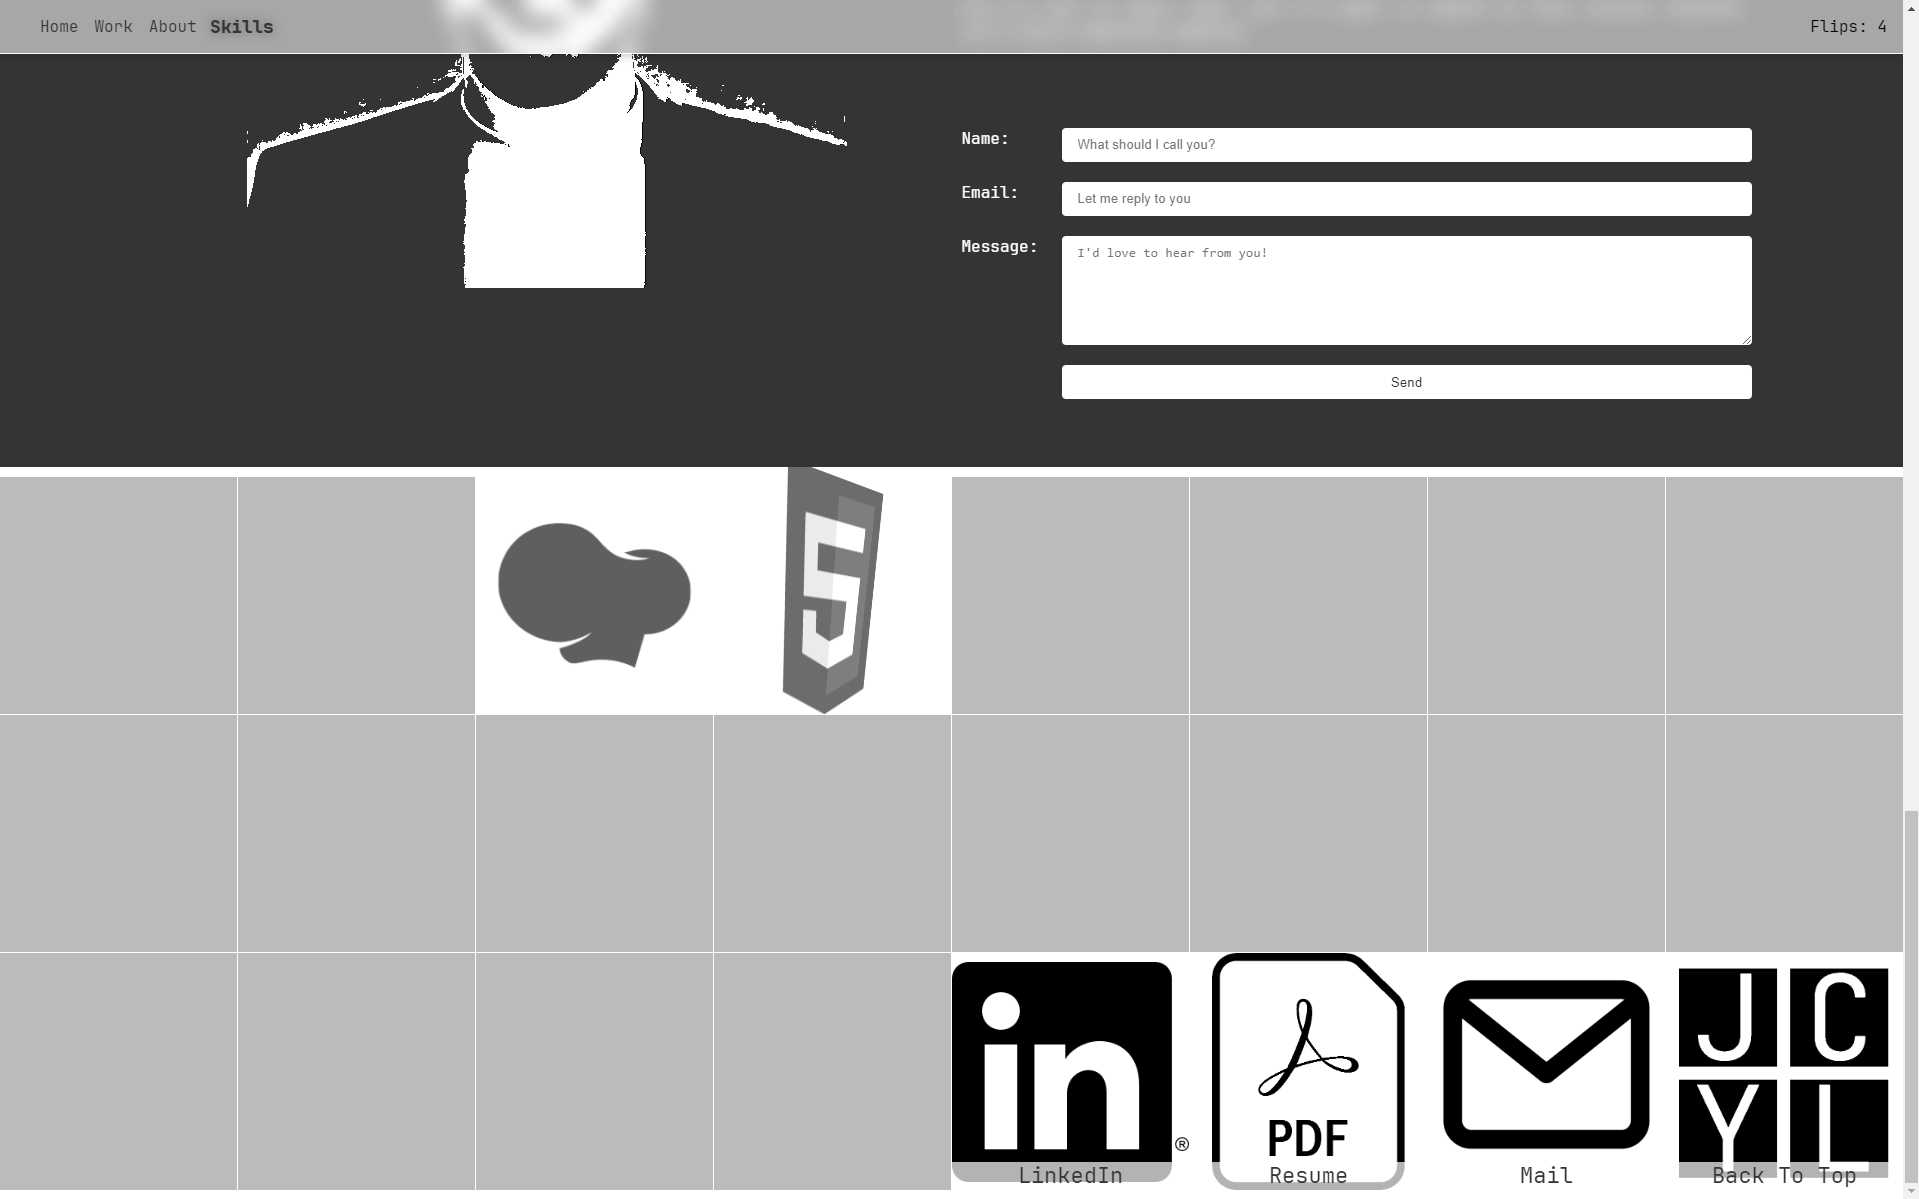 Home Work About Skills
Flips: 4
Name:
What should I call you?
Email:
Let me reply to you
Message:
I'd love to hear from you!
Send
5
in ®
PDF
J C
Y L
LinkedIn
Resume
Mail
Back To Top